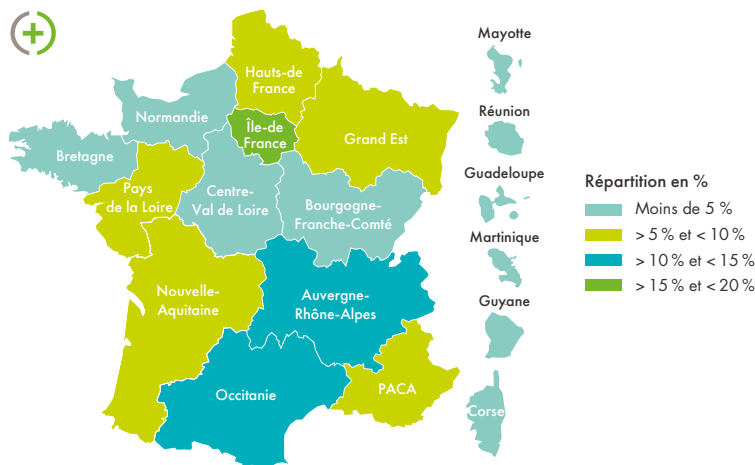 Hauts-de
France
Normandie
Île-de
France
Grand Est
Bretagne
Pays
de la Loire
Centre-
Val de Loire
Bourgogne-
Franche-Comté
Nouvelle-
Aquitaine
Auvergne-
Rhône-Alpes
Occitanie
PACA
Mayotte
Réunion
Guadeloupe
Martinique
Guyane
Corse
Répartition en %
Moins de 5 %
> 5 % et < 10 %
> 10 % et < 15 %
> 15 % et < 20 %